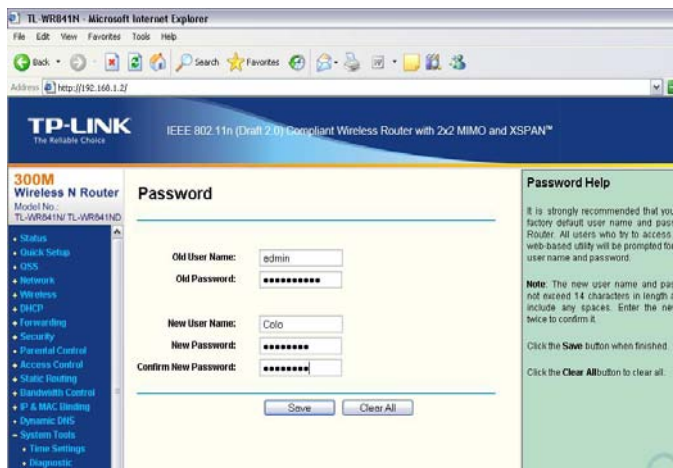 TL-WR841N - Microsoft Internet Explorer
File Edit View Favorites Tools Help
Back Search Favorites
Address http://192.168.1.2/
TP-LINK
The Reliable Choice
IEEE 802.11n (Draft 2.0) Compliant Wireless Router with 2x2 MIMO and XSPAN™
300M
Wireless N Router
Model No.:
TL-WR841N/ TL-WR841ND
Status
Quick Setup
QSS
Network
Wireless
DHCP
Forwarding
Security
Parental Control
Access Control
Static Routing
Bandwidth Control
IP & MAC Binding
Dynamic DNS
System Tools
Time Settings
Diagnostic
Password
Old User Name: admin
Old Password: ••••••••••
New User Name: Colo
New Password: ••••••••
Confirm New Password: ••••••••
Save Clear All
Password Help
It is strongly recommended that you
factory default user name and pass
Router. All users who try to access
web-based utility will be prompted for
user name and password.
Note: The new user name and pas
not exceed 14 characters in length a
include any spaces. Enter the ne
twice to confirm it.
Click the Save button when finished.
Click the Clear All button to clear all.